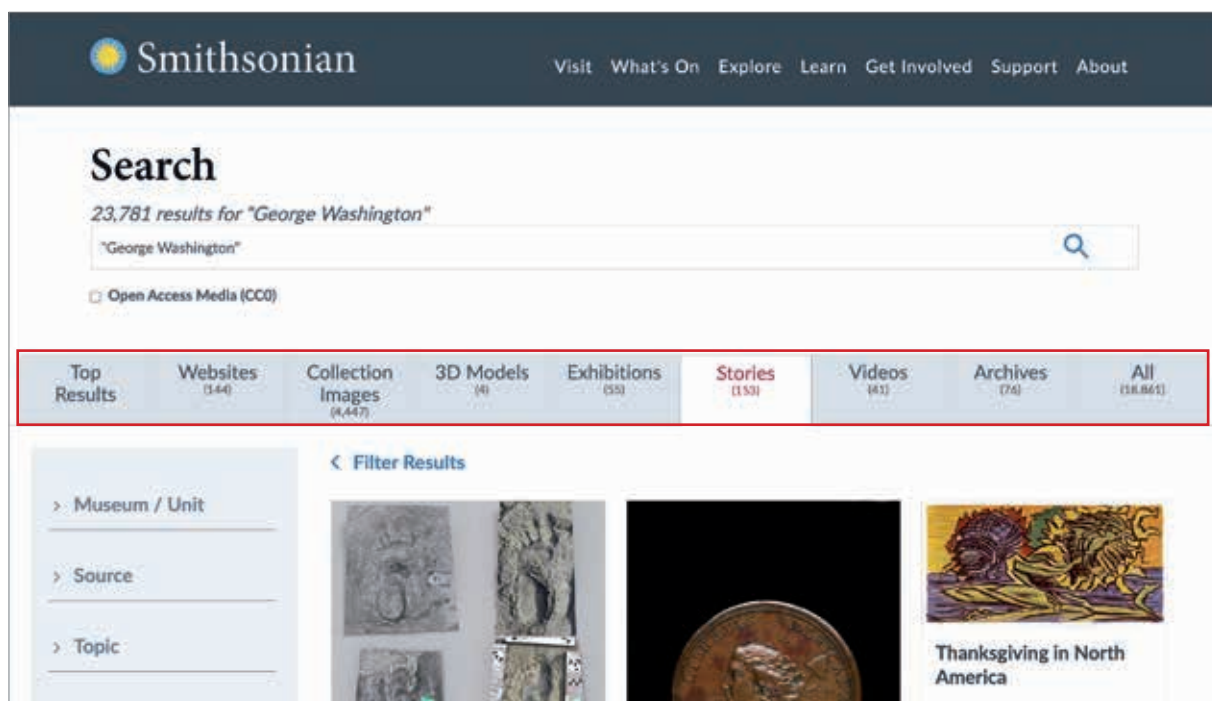 Smithsonian
Visit What's On Explore Learn Get Involved Support About
Search
23,781 results for "George Washington"
"George Washington"
Open Access Media (CC0)
Top Results
Websites (144)
Collection Images (4,447)
3D Models (4)
Exhibitions (55)
Stories (153)
Videos (41)
Archives (76)
All (18,861)
Filter Results
Museum / Unit
Source
Topic
Thanksgiving in North
America